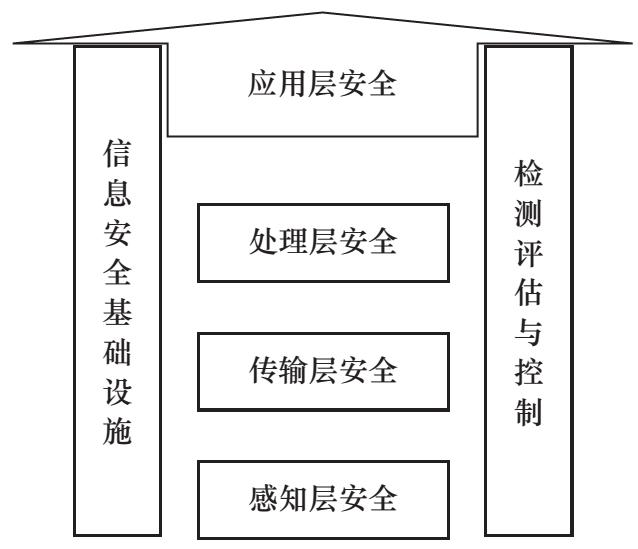 应用层安全
信息安全基础设施
处理层安全
传输层安全
感知层安全
检测评估与控制